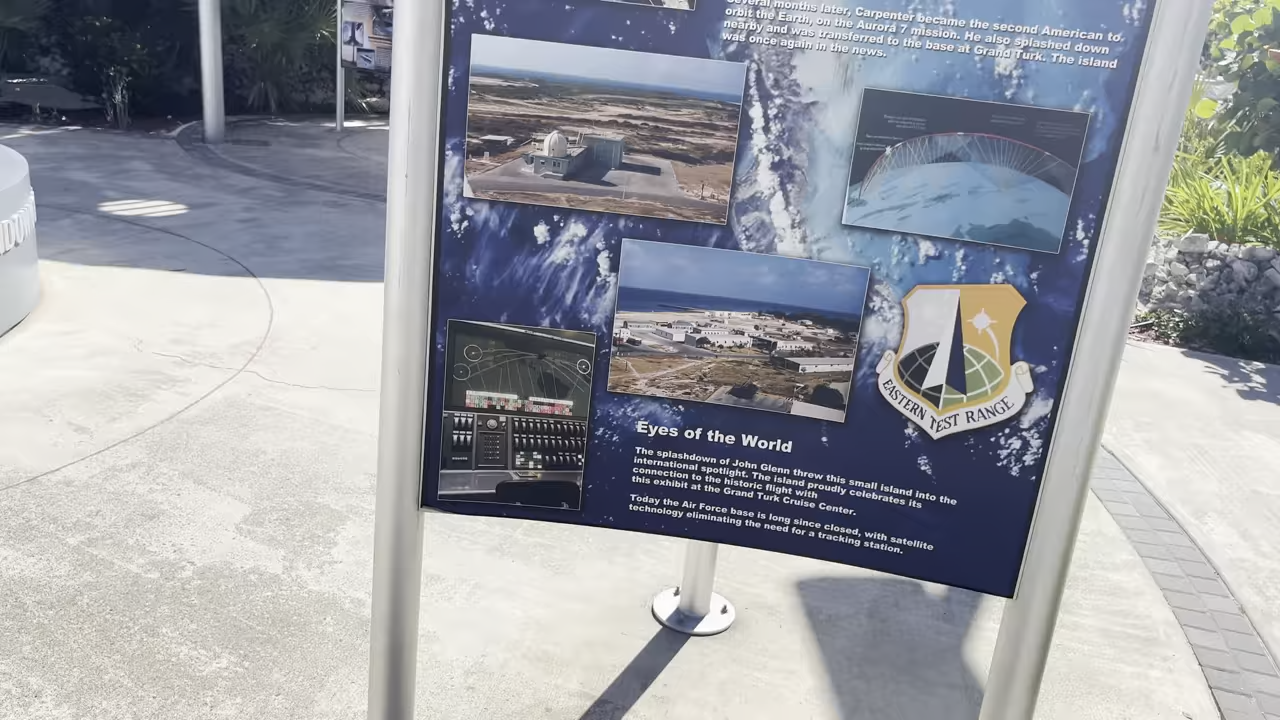 Several months later, Carpenter became the second American to
orbit the Earth, on the Aurora 7 mission. He also splashed down
nearby and was transferred to the base at Grand Turk. The island
was once again in the news.
EASTERN TEST RANGE
Eyes of the World
The splashdown of John Glenn threw this small island into the
international spotlight. The island proudly celebrates its
connection to the historic flight with
this exhibit at the Grand Turk Cruise Center.
Today the Air Force base is long since closed, with satellite
technology eliminating the need for a tracking station.